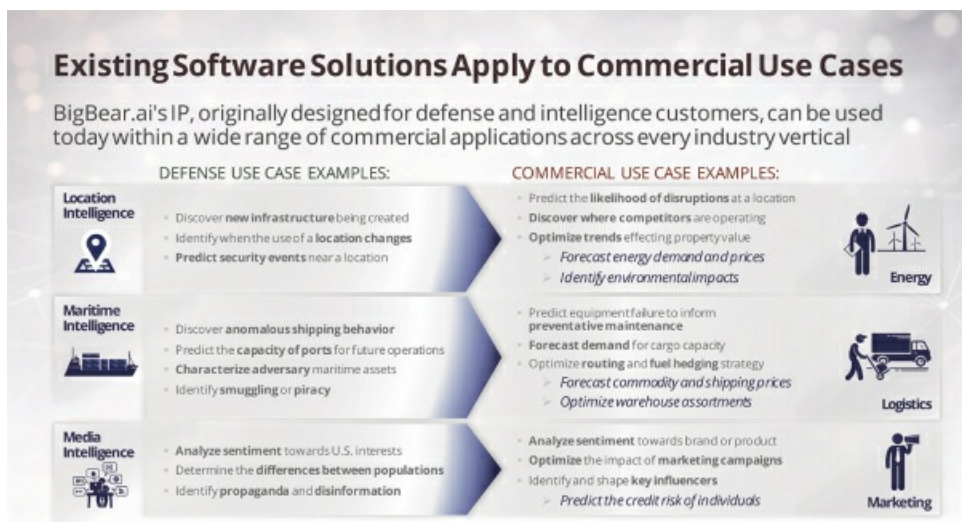 Existing Software Solutions Apply to Commercial Use Cases
BigBear.ai's IP, originally designed for defense and intelligence customers, can be used
today within a wide range of commercial applications across every industry vertical
DEFENSE USE CASE EXAMPLES:
COMMERCIAL USE CASE EXAMPLES:
Location
Intelligence
Discover new infrastructure being created
Identify when the use of a location changes
Predict security events near a location
Predict the likelihood of disruptions at a location
Discover where competitors are operating
Optimize trends effecting property value
Forecast energy demand and prices
Identify environmental impacts
Energy
Maritime
Intelligence
Discover anomalous shipping behavior
Predict the capacity of ports for future operations
Characterize adversary maritime assets
Identify smuggling or piracy
Predict equipment failure to inform
preventative maintenance
Forecast demand for cargo capacity
Optimize routing and fuel hedging strategy
Forecast commodity and shipping prices
Optimize warehouse assortments
Logistics
Media
Intelligence
Analyze sentiment towards U.S. interests
Determine the differences between populations
Identify propaganda and disinformation
Analyze sentiment towards brand or product
Optimize the impact of marketing campaigns
Identify and shape key influencers
Predict the credit risk of individuals
Marketing